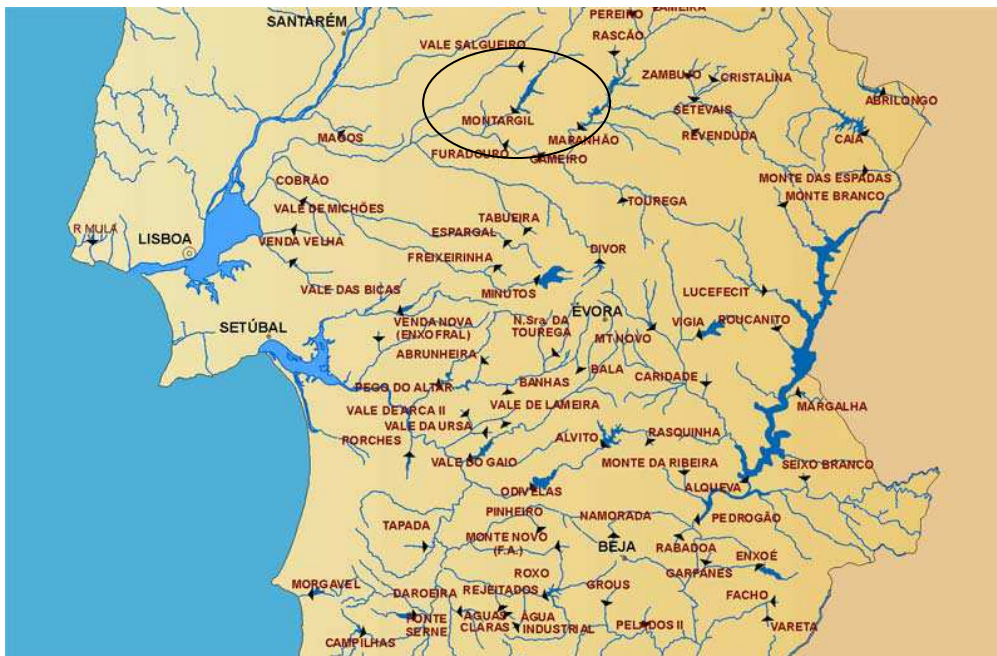 ZAMEIRA
PEREIRO
SANTARÉM
RASCÃO
VALE SALGUEIRO
ZAMBUJO
CRISTALINA
ABRILONGO
SETEVAIS
MONTARGIL
MAGOS
MARANHÃO
REVENDUDA
CAIA
FURADOURO
GAMEIRO
MONTE DAS ESPADAS
COBRÃO
MONTE BRANCO
VALE DE MICHÕES
TOUREGA
TABUEIRA
R MULA
LISBOA
VENDA VELHA
ESPARGAL
DIVOR
FREIXEIRINHA
VALE DAS BICAS
MINUTOS
LUCEFECIT
ÉVORA
SETÚBAL
VENDA NOVA
(ENXOFRAL)
N.Sra. DA
TOUREGA
VIGIA
POUCANITO
MT NOVO
ABRUNHEIRA
BALA
CARIDADE
PEGO DO ALTAR
BANHAS
MARGALHA
VALE DE ARCA II
VALE DE LAMEIRA
VALE DA URSA
PORCHES
ALVITO
RASQUINHA
VALE DO GAIO
MONTE DA RIBEIRA
SEIXO BRANCO
ODIVELAS
ALQUEVA
PINHEIRO
NAMORADA
PEDROGÃO
TAPADA
MONTE NOVO
(F.A.)
BEJA
RABADOA
ENXOÉ
GARFANES
ROXO
MORGAVEL
DAROEIRA
REJEITADOS
GROUS
FACHO
FONTE
SERNE
AGUAS
CLARAS
ÁGUA
INDUSTRIAL
PELADOS II
VARETA
CAMPILHAS